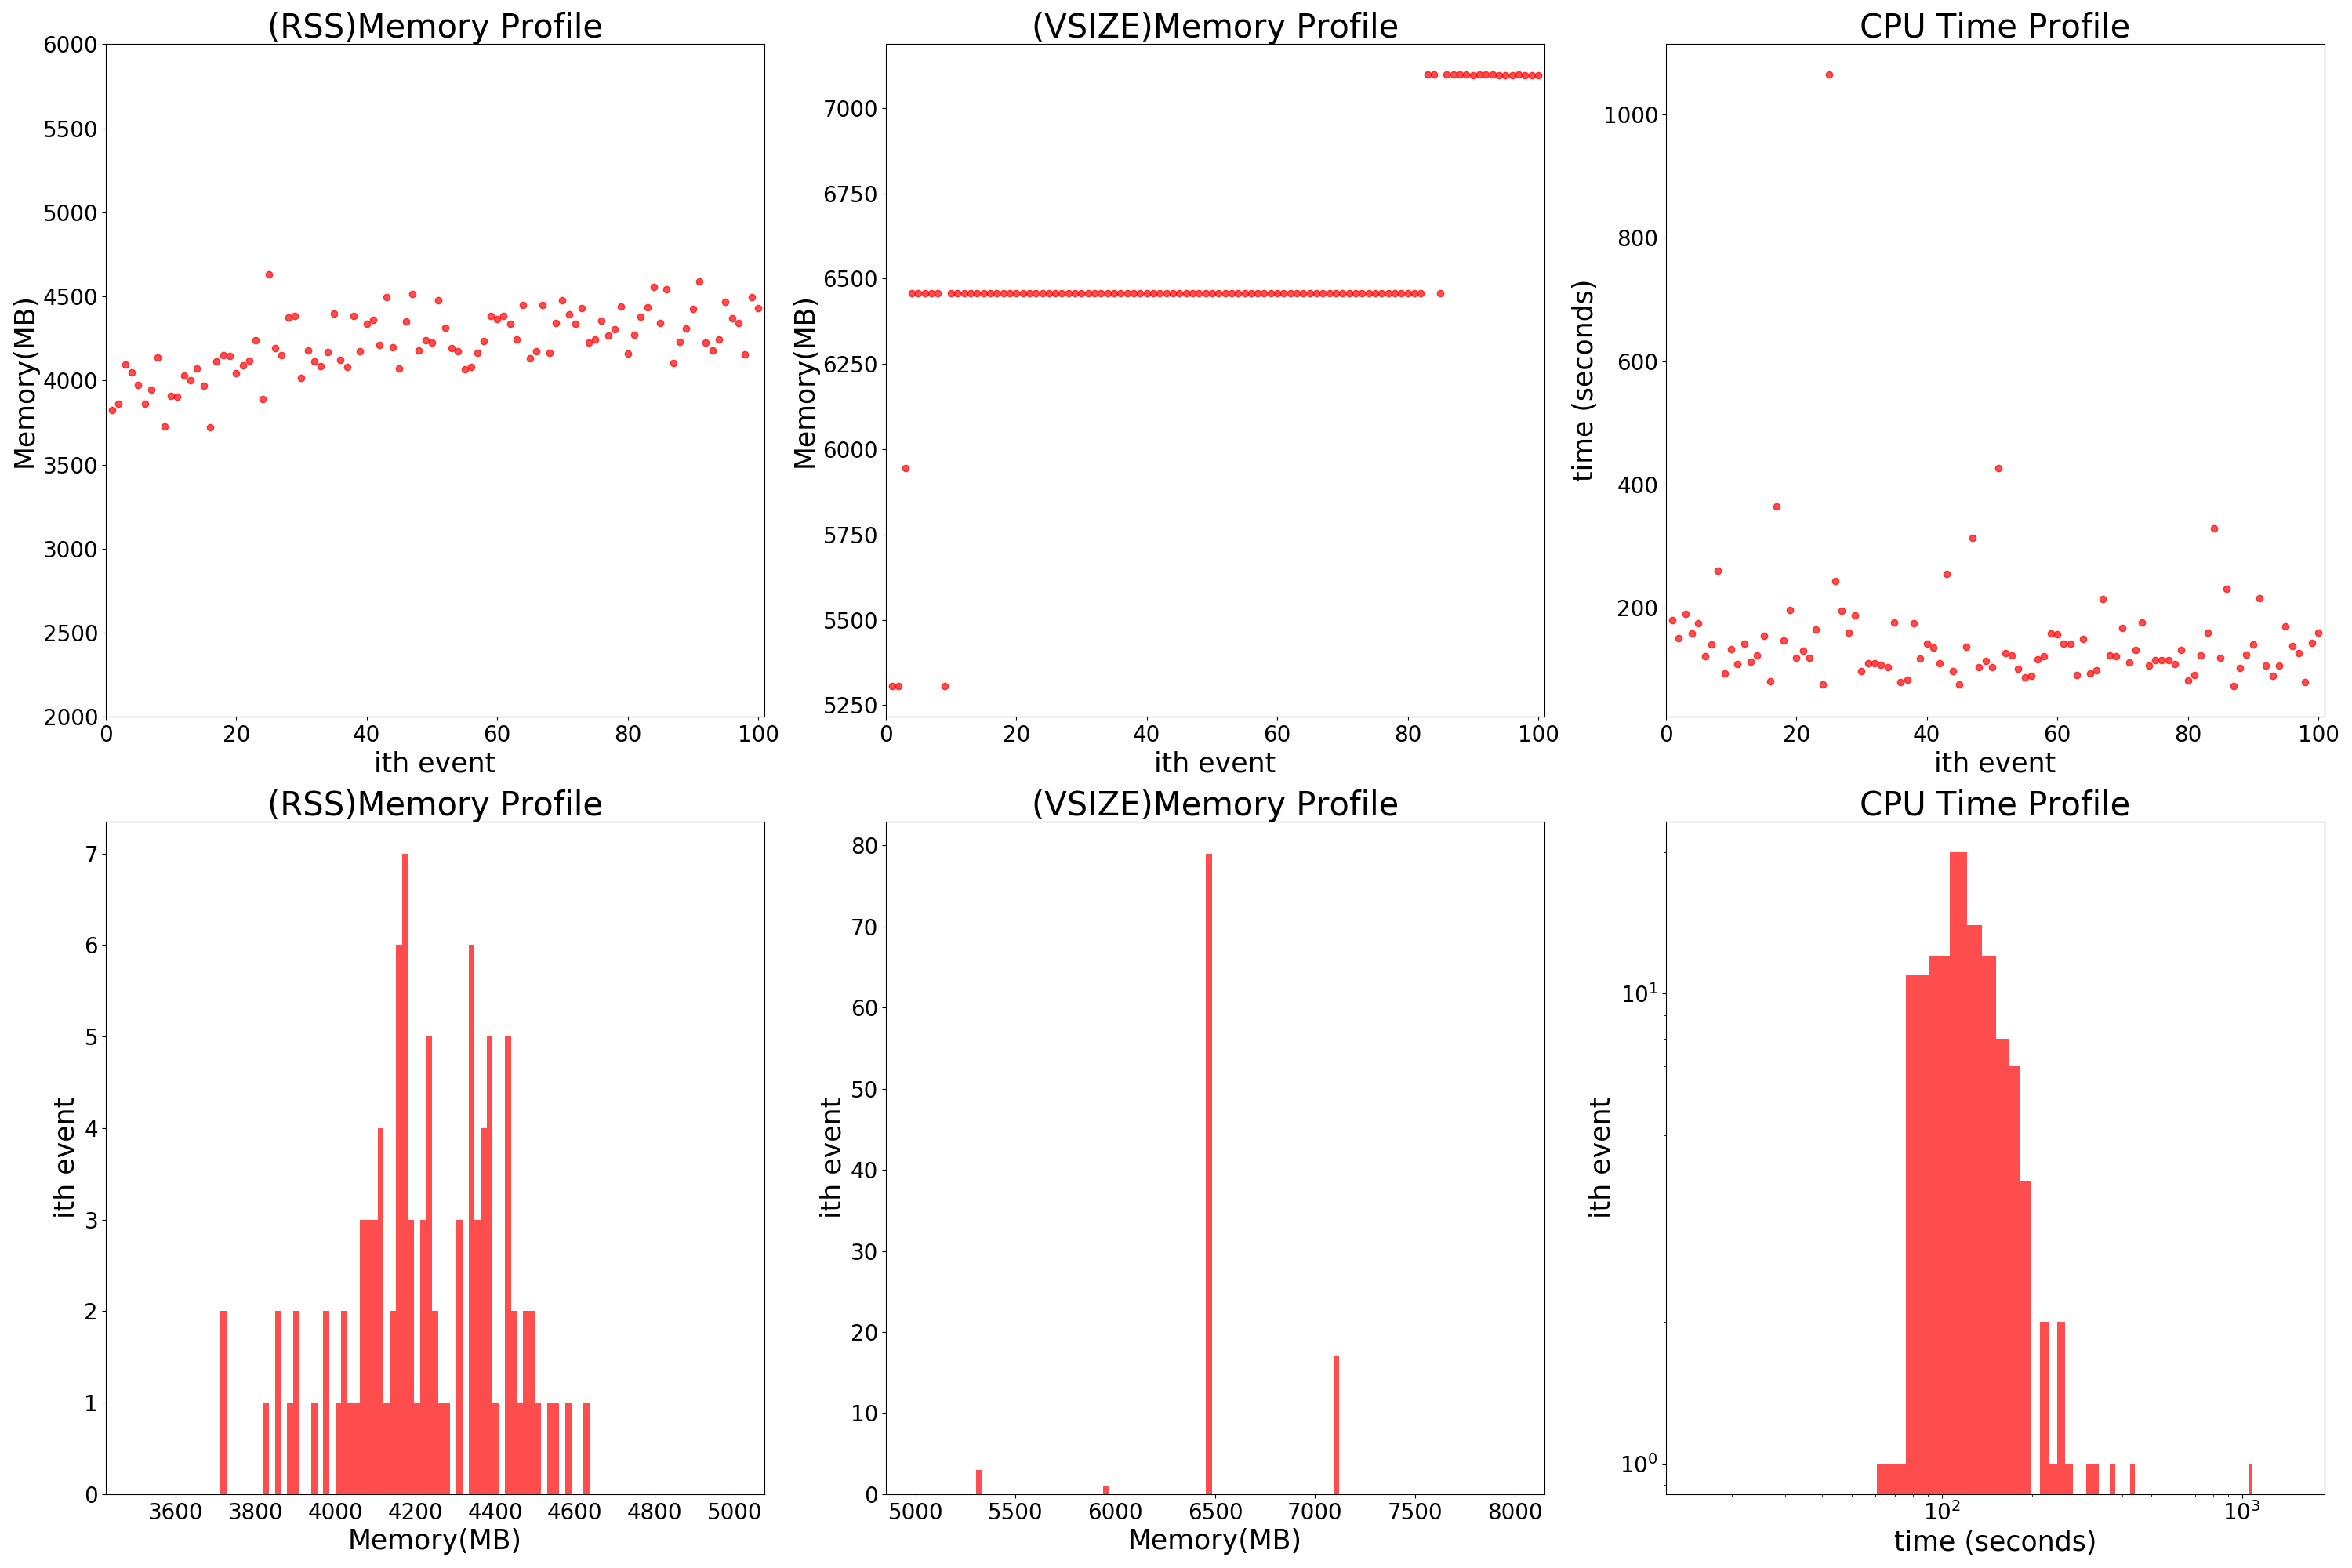 (RSS)Memory Profile
Memory(MB)
6000
5500
5000
4500
4000
3500
3000
2500
2000
0 20 40 60 80 100
ith event
(VSIZE)Memory Profile
Memory(MB)
7000
6750
6500
6250
6000
5750
5500
5250
0 20 40 60 80 100
ith event
CPU Time Profile
time (seconds)
1000
800
600
400
200
0 20 40 60 80 100
ith event
(RSS)Memory Profile
ith event
7
6
5
4
3
2
1
0
3600 3800 4000 4200 4400 4600 4800 5000
Memory(MB)
(VSIZE)Memory Profile
ith event
80
70
60
50
40
30
20
10
0
5000 5500 6000 6500 7000 7500 8000
Memory(MB)
CPU Time Profile
ith event
10¹
10⁰
10² 10³
time (seconds)